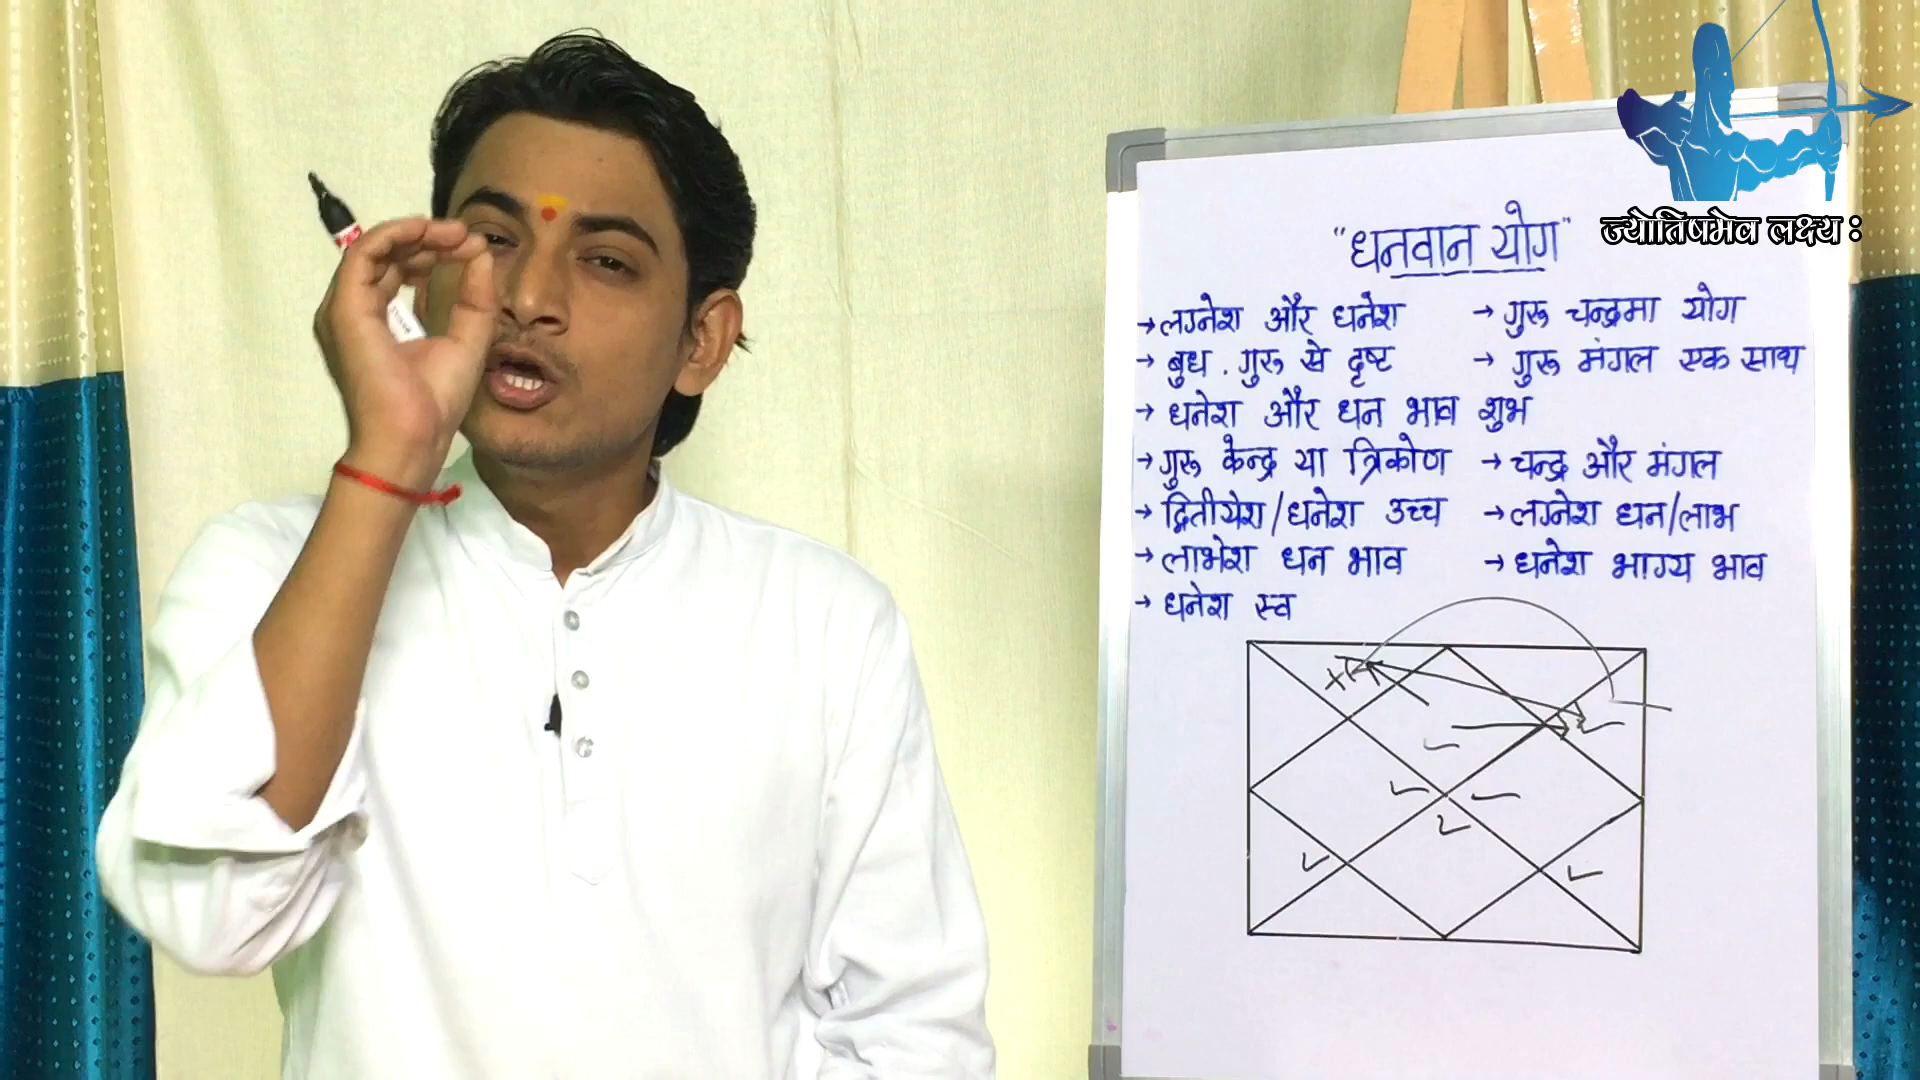 ज्योतिषमेव लक्ष्य :
"धनवान योग"
→ लग्नेश और धनेश → गुरू चन्द्रमा योग
→ बुध . गुरू से दृष्ट → गुरू मंगल एक साथ
→ धनेश और धन भाव शुभ
→ गुरू केन्द्र या त्रिकोण → चन्द्र और मंगल
→ द्वितीयेश/धनेश उच्च → लग्नेश धन/लाभ
→ लाभेश धन भाव → धनेश भाग्य भाव
→ धनेश स्व